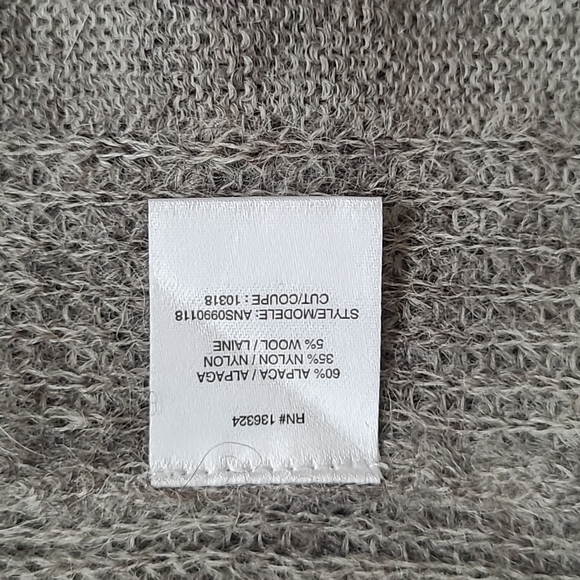 RN# 136324
60% ALPACA / ALPAGA
35% NYLON / NYLON
5% WOOL / LAINE
STYLE/MODELE: ANS0990118
CUT/COUPE : 10318